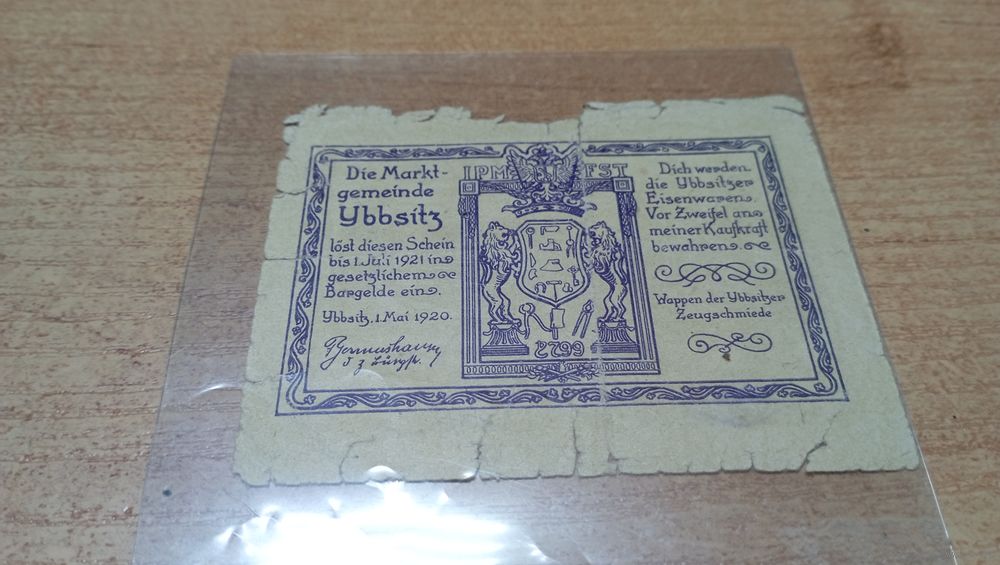 Die Markt-
gemeinde
Ybbsitz
löst diesen Schein
bis 1. Juli 1921 in
gesetzlichem
Bargelde ein.
Ybbsitz, 1. Mai 1920.
IPM FST
Dich werden
die Ybbsitzer
Eisenwaren
Vor Zweifel an
meiner Kaufkraft
bewahren
Wappen der Ybbsitzer
Zeugschmiede